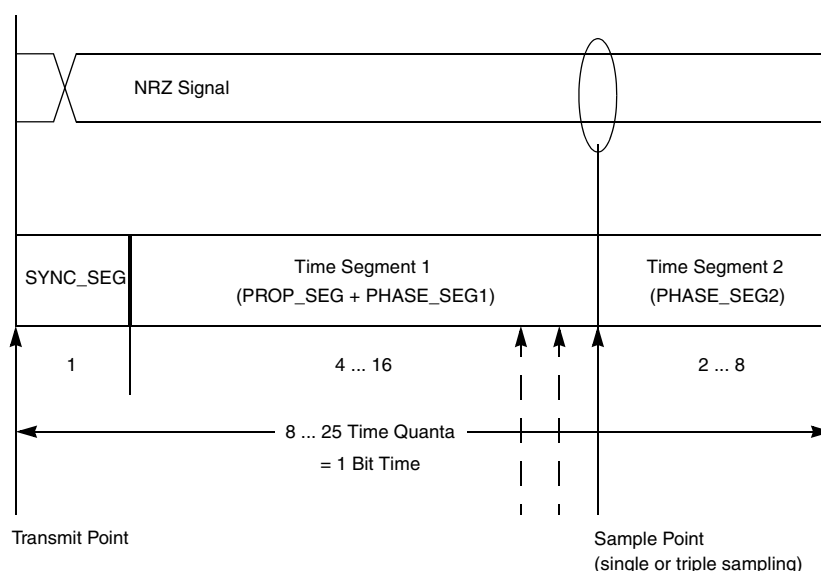 NRZ Signal
SYNC_SEG
Time Segment 1
(PROP_SEG + PHASE_SEG1)
Time Segment 2
(PHASE_SEG2)
1
4 ... 16
2 ... 8
8 ... 25 Time Quanta
= 1 Bit Time
Transmit Point
Sample Point
(single or triple sampling)